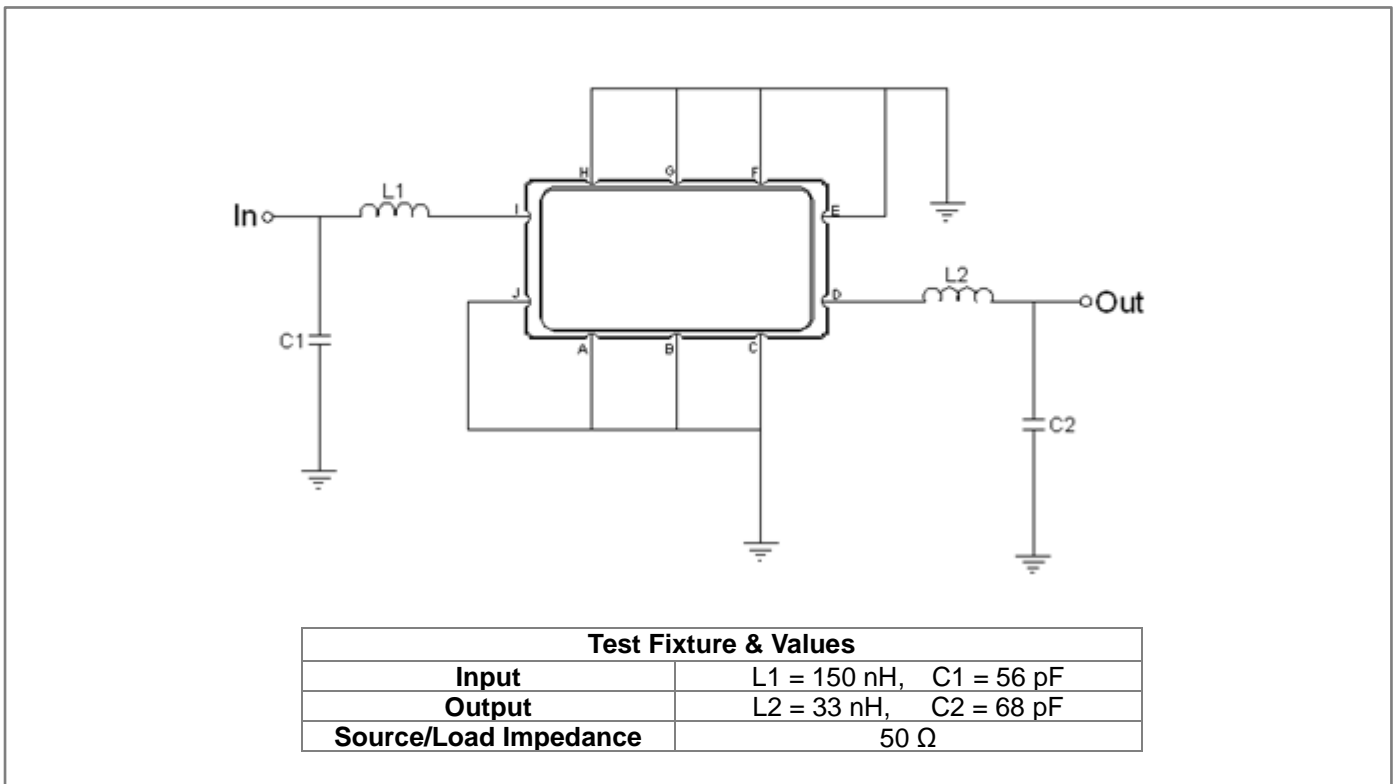 H G F
L1
In
I
E
L2
J
D
Out
C1
A B C
C2
Test Fixture & Values
Input L1 = 150 nH, C1 = 56 pF
Output L2 = 33 nH, C2 = 68 pF
Source/Load Impedance 50 Ω